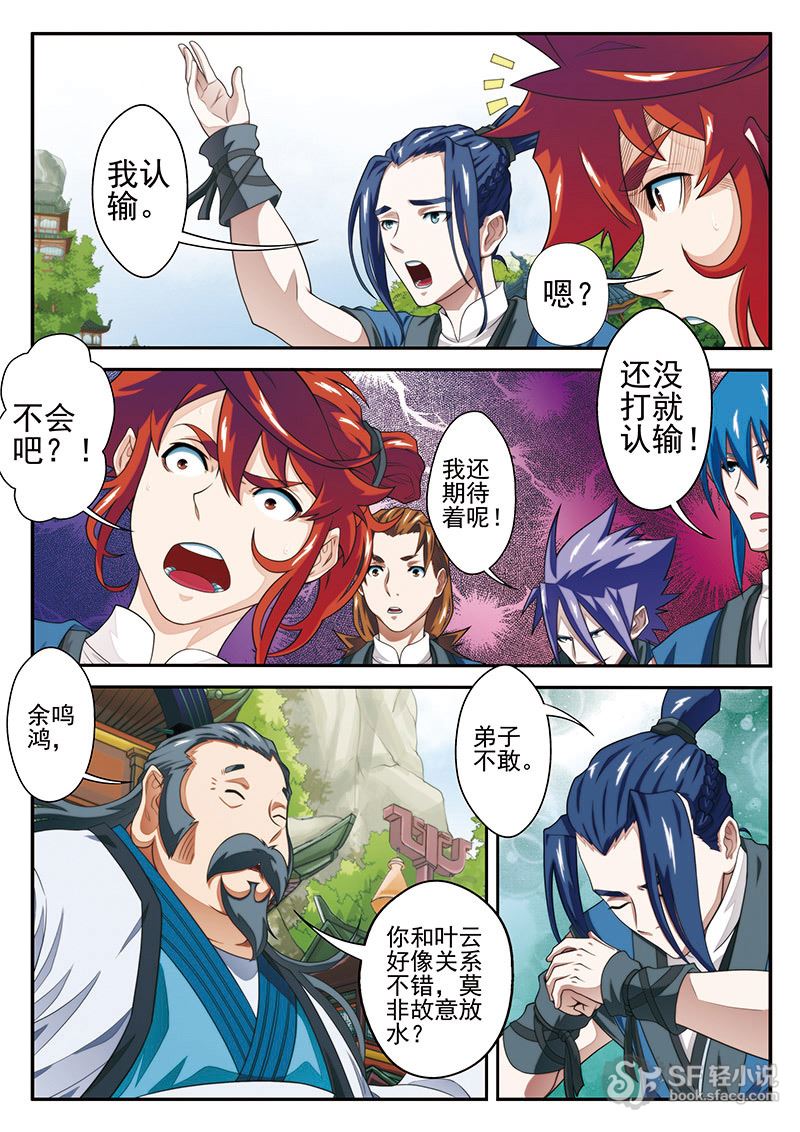 我认
输。
嗯？
不会
吧？！
还
我期
着待
呢！
没就
还打认输！
余鸣
鸿，
弟子
不敢。
你和叶云
好像关系
不错，莫
非故意放
水？
SF轻小说
book.sfacg.com